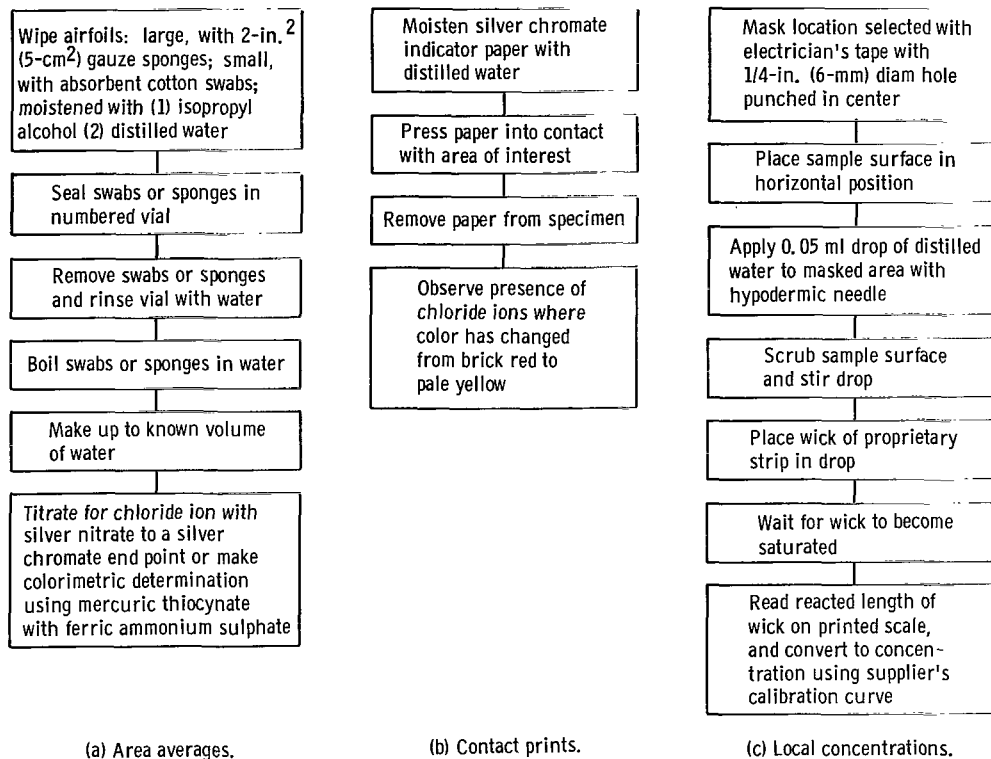 Wipe airfoils: large, with 2-in.2
(5-cm2) gauze sponges; small,
with absorbent cotton swabs;
moistened with (1) isopropyl
alcohol (2) distilled water
Seal swabs or sponges in
numbered vial
Remove swabs or sponges
and rinse vial with water
Boil swabs or sponges in water
Make up to known volume
of water
Titrate for chloride ion with
silver nitrate to a silver
chromate end point or make
colorimetric determination
using mercuric thiocynate
with ferric ammonium sulphate
(a) Area averages.
Moisten silver chromate
indicator paper with
distilled water
Press paper into contact
with area of interest
Remove paper from specimen
Observe presence of
chloride ions where
color has changed
from brick red to
pale yellow
(b) Contact prints.
Mask location selected with
electrician's tape with
1/4-in. (6-mm) diam hole
punched in center
Place sample surface in
horizontal position
Apply 0.05 ml drop of distilled
water to masked area with
hypodermic needle
Scrub sample surface
and stir drop
Place wick of proprietary
strip in drop
Wait for wick to become
saturated
Read reacted length of
wick on printed scale,
and convert to concen-
tration using supplier's
calibration curve
(c) Local concentrations.